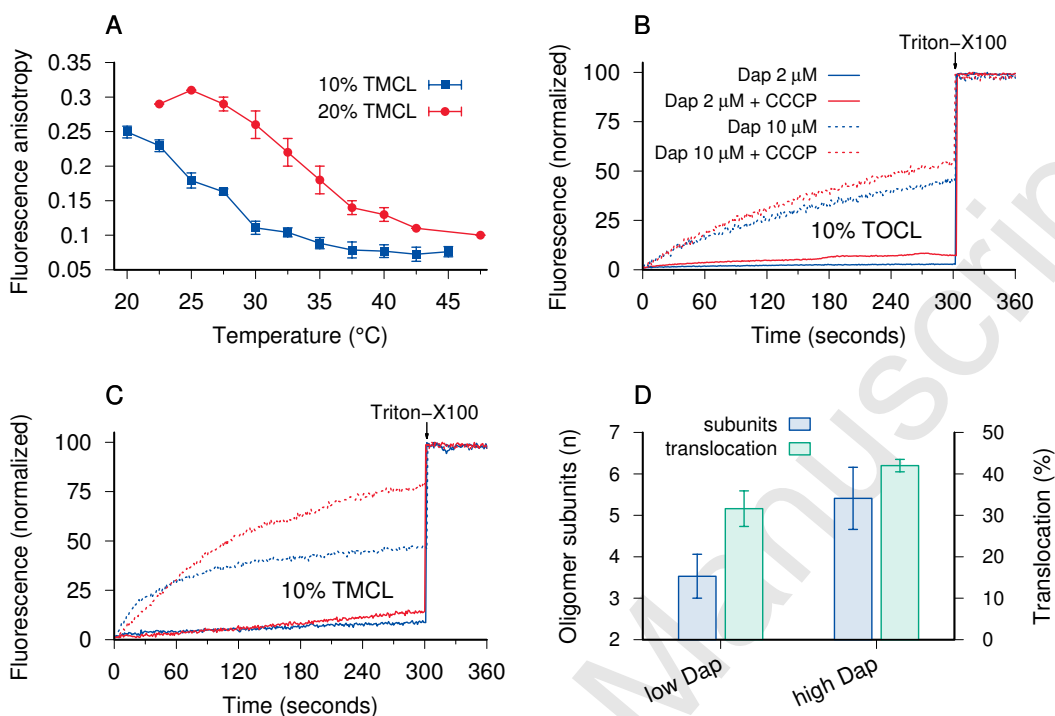 A
Fluorescence anisotropy
0.35
0.3
0.25
0.2
0.15
0.1
0.05
10% TMCL
20% TMCL
20 25 30 35 40 45
Temperature (°C)
B
Triton−X100
Fluorescence (normalized)
100
75
50
25
0
Dap 2 μM
Dap 2 μM + CCCP
Dap 10 μM
Dap 10 μM + CCCP
10% TOCL
0 60 120 180 240 300 360
Time (seconds)
C
Triton−X100
Fluorescence (normalized)
100
75
50
25
0
10% TMCL
0 60 120 180 240 300 360
Time (seconds)
D
Oligomer subunits (n)
7
6
5
4
3
2
subunits
translocation
50
40
30
20
10
0
Translocation (%)
low Dap
high Dap
Manuscrip